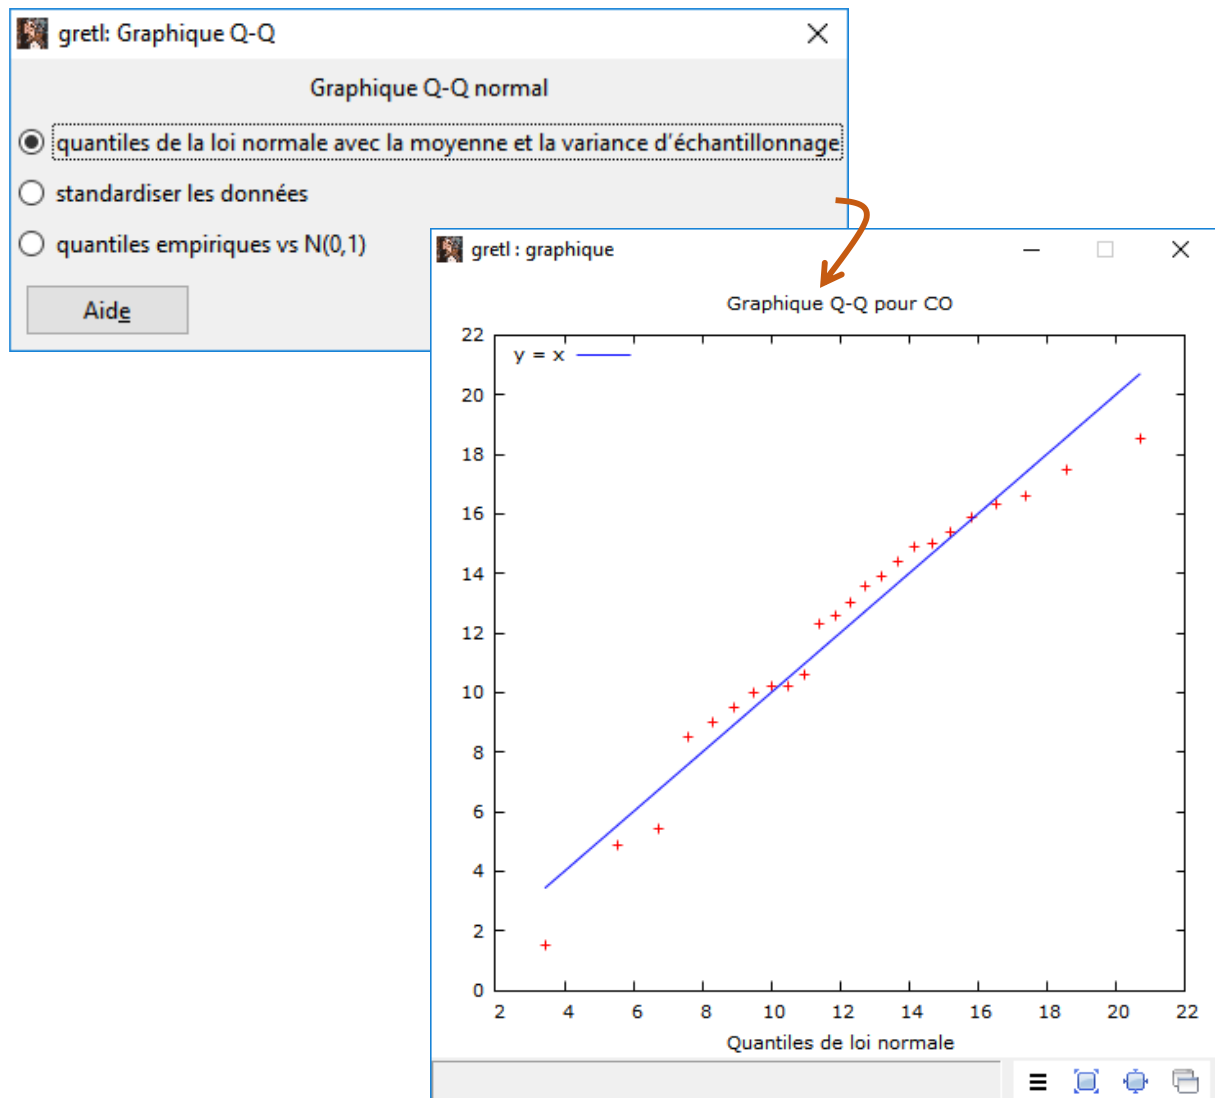 gretl: Graphique Q-Q
Graphique Q-Q normal
quantiles de la loi normale avec la moyenne et la variance d'échantillonnage
standardiser les données
quantiles empiriques vs N(0,1)
Aide
gretl : graphique
Graphique Q-Q pour CO
y = x
22
20
18
16
14
12
10
8
6
4
2
0
2 4 6 8 10 12 14 16 18 20 22
Quantiles de loi normale